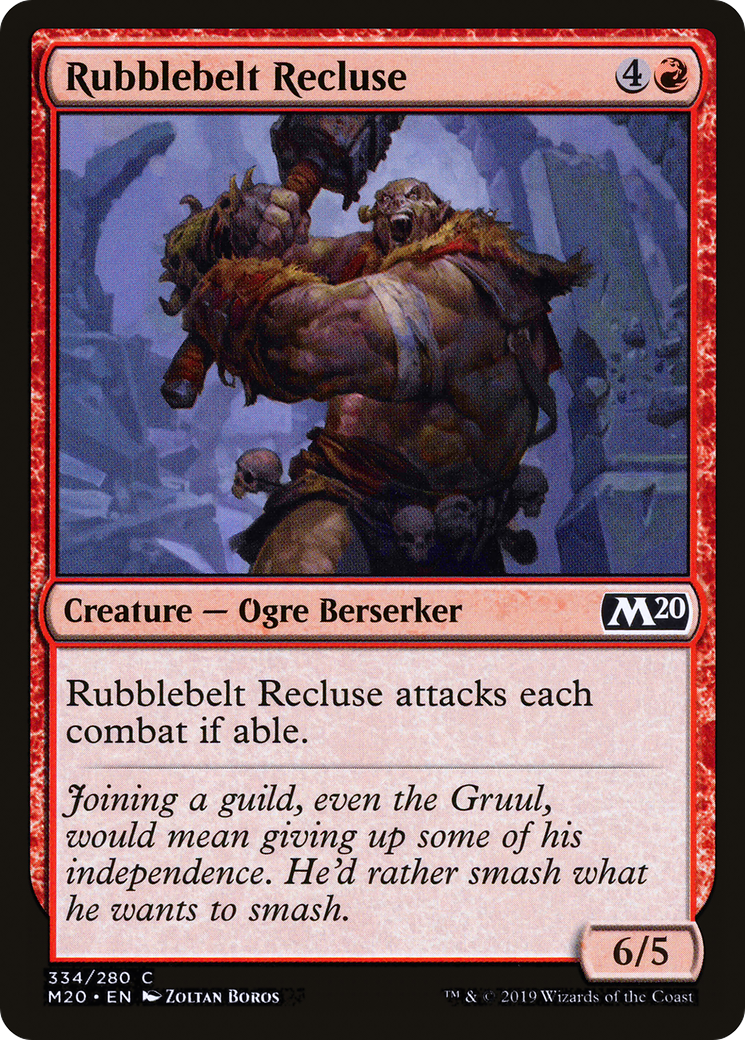 Rubblebelt Recluse 4
Creature — Ogre Berserker M20
Rubblebelt Recluse attacks each
combat if able.
Joining a guild, even the Gruul,
would mean giving up some of his
independence. He'd rather smash what
he wants to smash.
6/5
334/280 C
M20 • EN Zoltan Boros ™ & © 2019 Wizards of the Coast